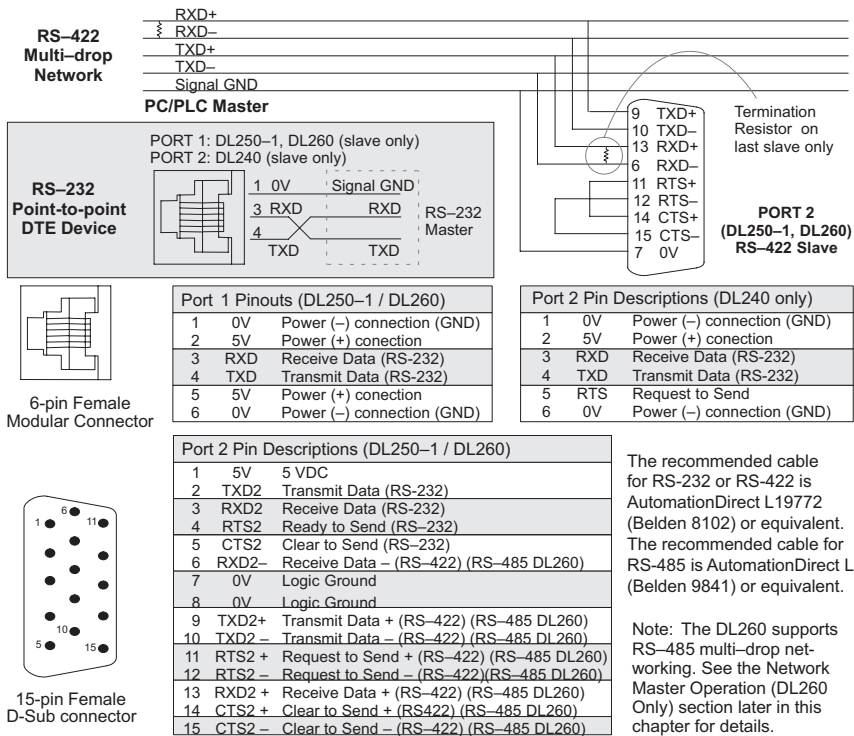 RS–422
Multi–drop
Network
RXD+
RXD–
TXD+
TXD–
Signal GND
PC/PLC Master
9 TXD+
10 TXD–
13 RXD+
6 RXD–
11 RTS+
12 RTS–
14 CTS+
15 CTS–
7 0V
Termination
Resistor on
last slave only
PORT 2
(DL250–1, DL260)
RS–422 Slave
RS–232
Point-to-point
DTE Device
PORT 1: DL250–1, DL260 (slave only)
PORT 2: DL240 (slave only)
1 0V Signal GND
3 RXD RXD
4 TXD TXD
RS–232
Master
6-pin Female
Modular Connector
Port 1 Pinouts (DL250–1 / DL260)
1 0V Power (–) connection (GND)
2 5V Power (+) conection
3 RXD Receive Data (RS-232)
4 TXD Transmit Data (RS-232)
5 5V Power (+) conection
6 0V Power (–) connection (GND)
Port 2 Pin Descriptions (DL240 only)
1 0V Power (–) connection (GND)
2 5V Power (+) conection
3 RXD Receive Data (RS-232)
4 TXD Transmit Data (RS-232)
5 RTS Request to Send
6 0V Power (–) connection (GND)
6
1 11
10
5 15
15-pin Female
D-Sub connector
Port 2 Pin Descriptions (DL250–1 / DL260)
1 5V 5 VDC
2 TXD2 Transmit Data (RS-232)
3 RXD2 Receive Data (RS-232)
4 RTS2 Ready to Send (RS–232)
5 CTS2 Clear to Send (RS–232)
6 RXD2– Receive Data – (RS–422) (RS–485 DL260)
7 0V Logic Ground
8 0V Logic Ground
9 TXD2+ Transmit Data + (RS–422) (RS–485 DL260)
10 TXD2 – Transmit Data – (RS–422) (RS–485 DL260)
11 RTS2 + Request to Send + (RS–422) (RS–485 DL260)
12 RTS2 – Request to Send – (RS–422)(RS–485 DL260)
13 RXD2 + Receive Data + (RS–422) (RS–485 DL260)
14 CTS2 + Clear to Send + (RS422) (RS–485 DL260)
15 CTS2 – Clear to Send – (RS–422) (RS–485 DL260)
The recommended cable
for RS-232 or RS-422 is
AutomationDirect L19772
(Belden 8102) or equivalent.
The recommended cable for
RS-485 is AutomationDirect L
(Belden 9841) or equivalent.
Note: The DL260 supports
RS–485 multi–drop net-
working. See the Network
Master Operation (DL260
Only) section later in this
chapter for details.